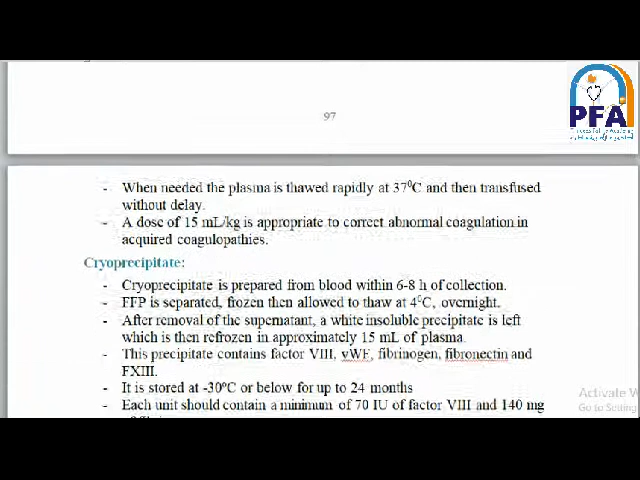 PFA
97
- When needed the plasma is thawed rapidly at 37⁰C and then transfused
without delay.
- A dose of 15 mL/kg is appropriate to correct abnormal coagulation in
acquired coagulopathies.
Cryoprecipitate:
- Cryoprecipitate is prepared from blood within 6-8 h of collection.
- FFP is separated, frozen then allowed to thaw at 4⁰C, overnight.
- After removal of the supernatant, a white insoluble precipitate is left
which is then refrozen in approximately 15 mL of plasma.
- This precipitate contains factor VIII, vWF, fibrinogen, fibronectin and
FXIII.
- It is stored at -30ºC or below for up to 24 months
- Each unit should contain a minimum of 70 IU of factor VIII and 140 mg
Activate W
Go to Setting